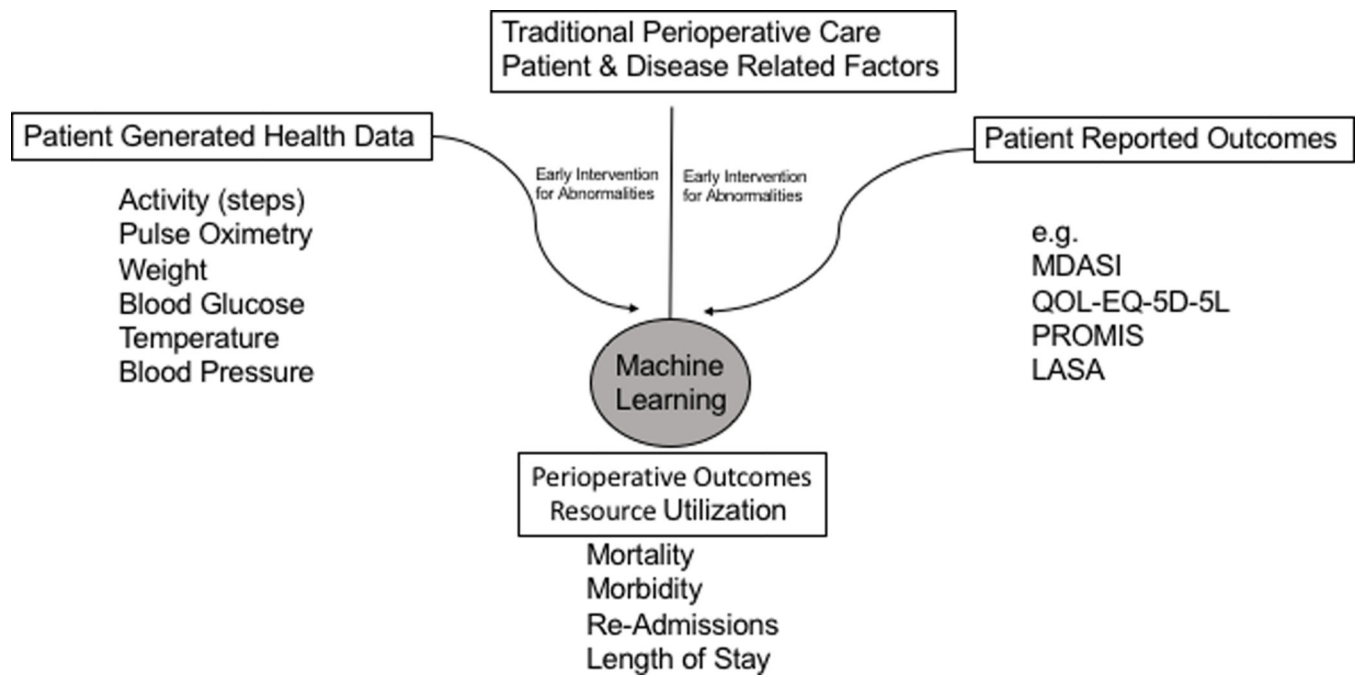 Traditional Perioperative Care
Patient & Disease Related Factors
Patient Generated Health Data
Activity (steps)
Pulse Oximetry
Weight
Blood Glucose
Temperature
Blood Pressure
Early Intervention
for Abnormalities
Early Intervention
for Abnormalities
Patient Reported Outcomes
e.g.
MDASI
QOL-EQ-5D-5L
PROMIS
LASA
Machine
Learning
Perioperative Outcomes
Resource Utilization
Mortality
Morbidity
Re-Admissions
Length of Stay